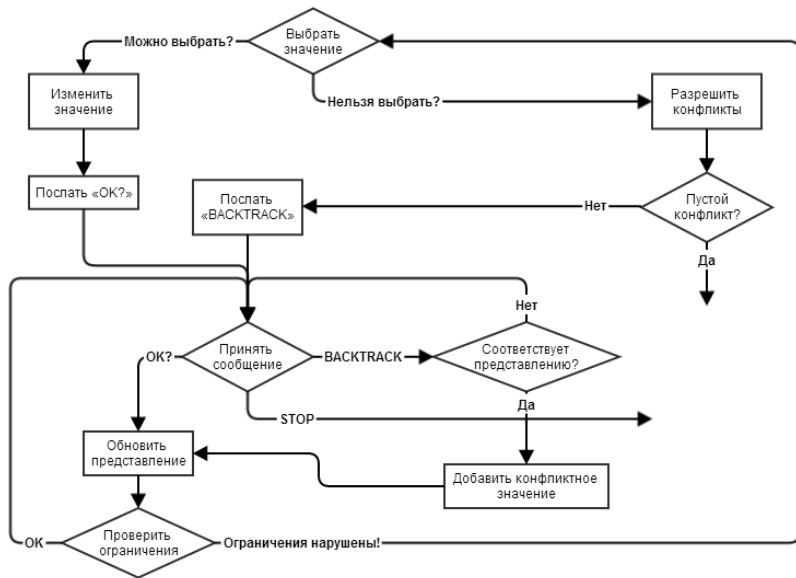 Можно выбрать?
Выбрать
значение
Изменить
значение
Нельзя выбрать?
Разрешить
конфликты
Послать «OK?»
Послать
«BACKTRACK»
Нет
Пустой
конфликт?
Да
Нет
OK?
Принять
сообщение
BACKTRACK
Соответствует
представлению?
Да
STOP
Обновить
представление
Добавить конфликтное
значение
OK
Проверить
ограничения
Ограничения нарушены!